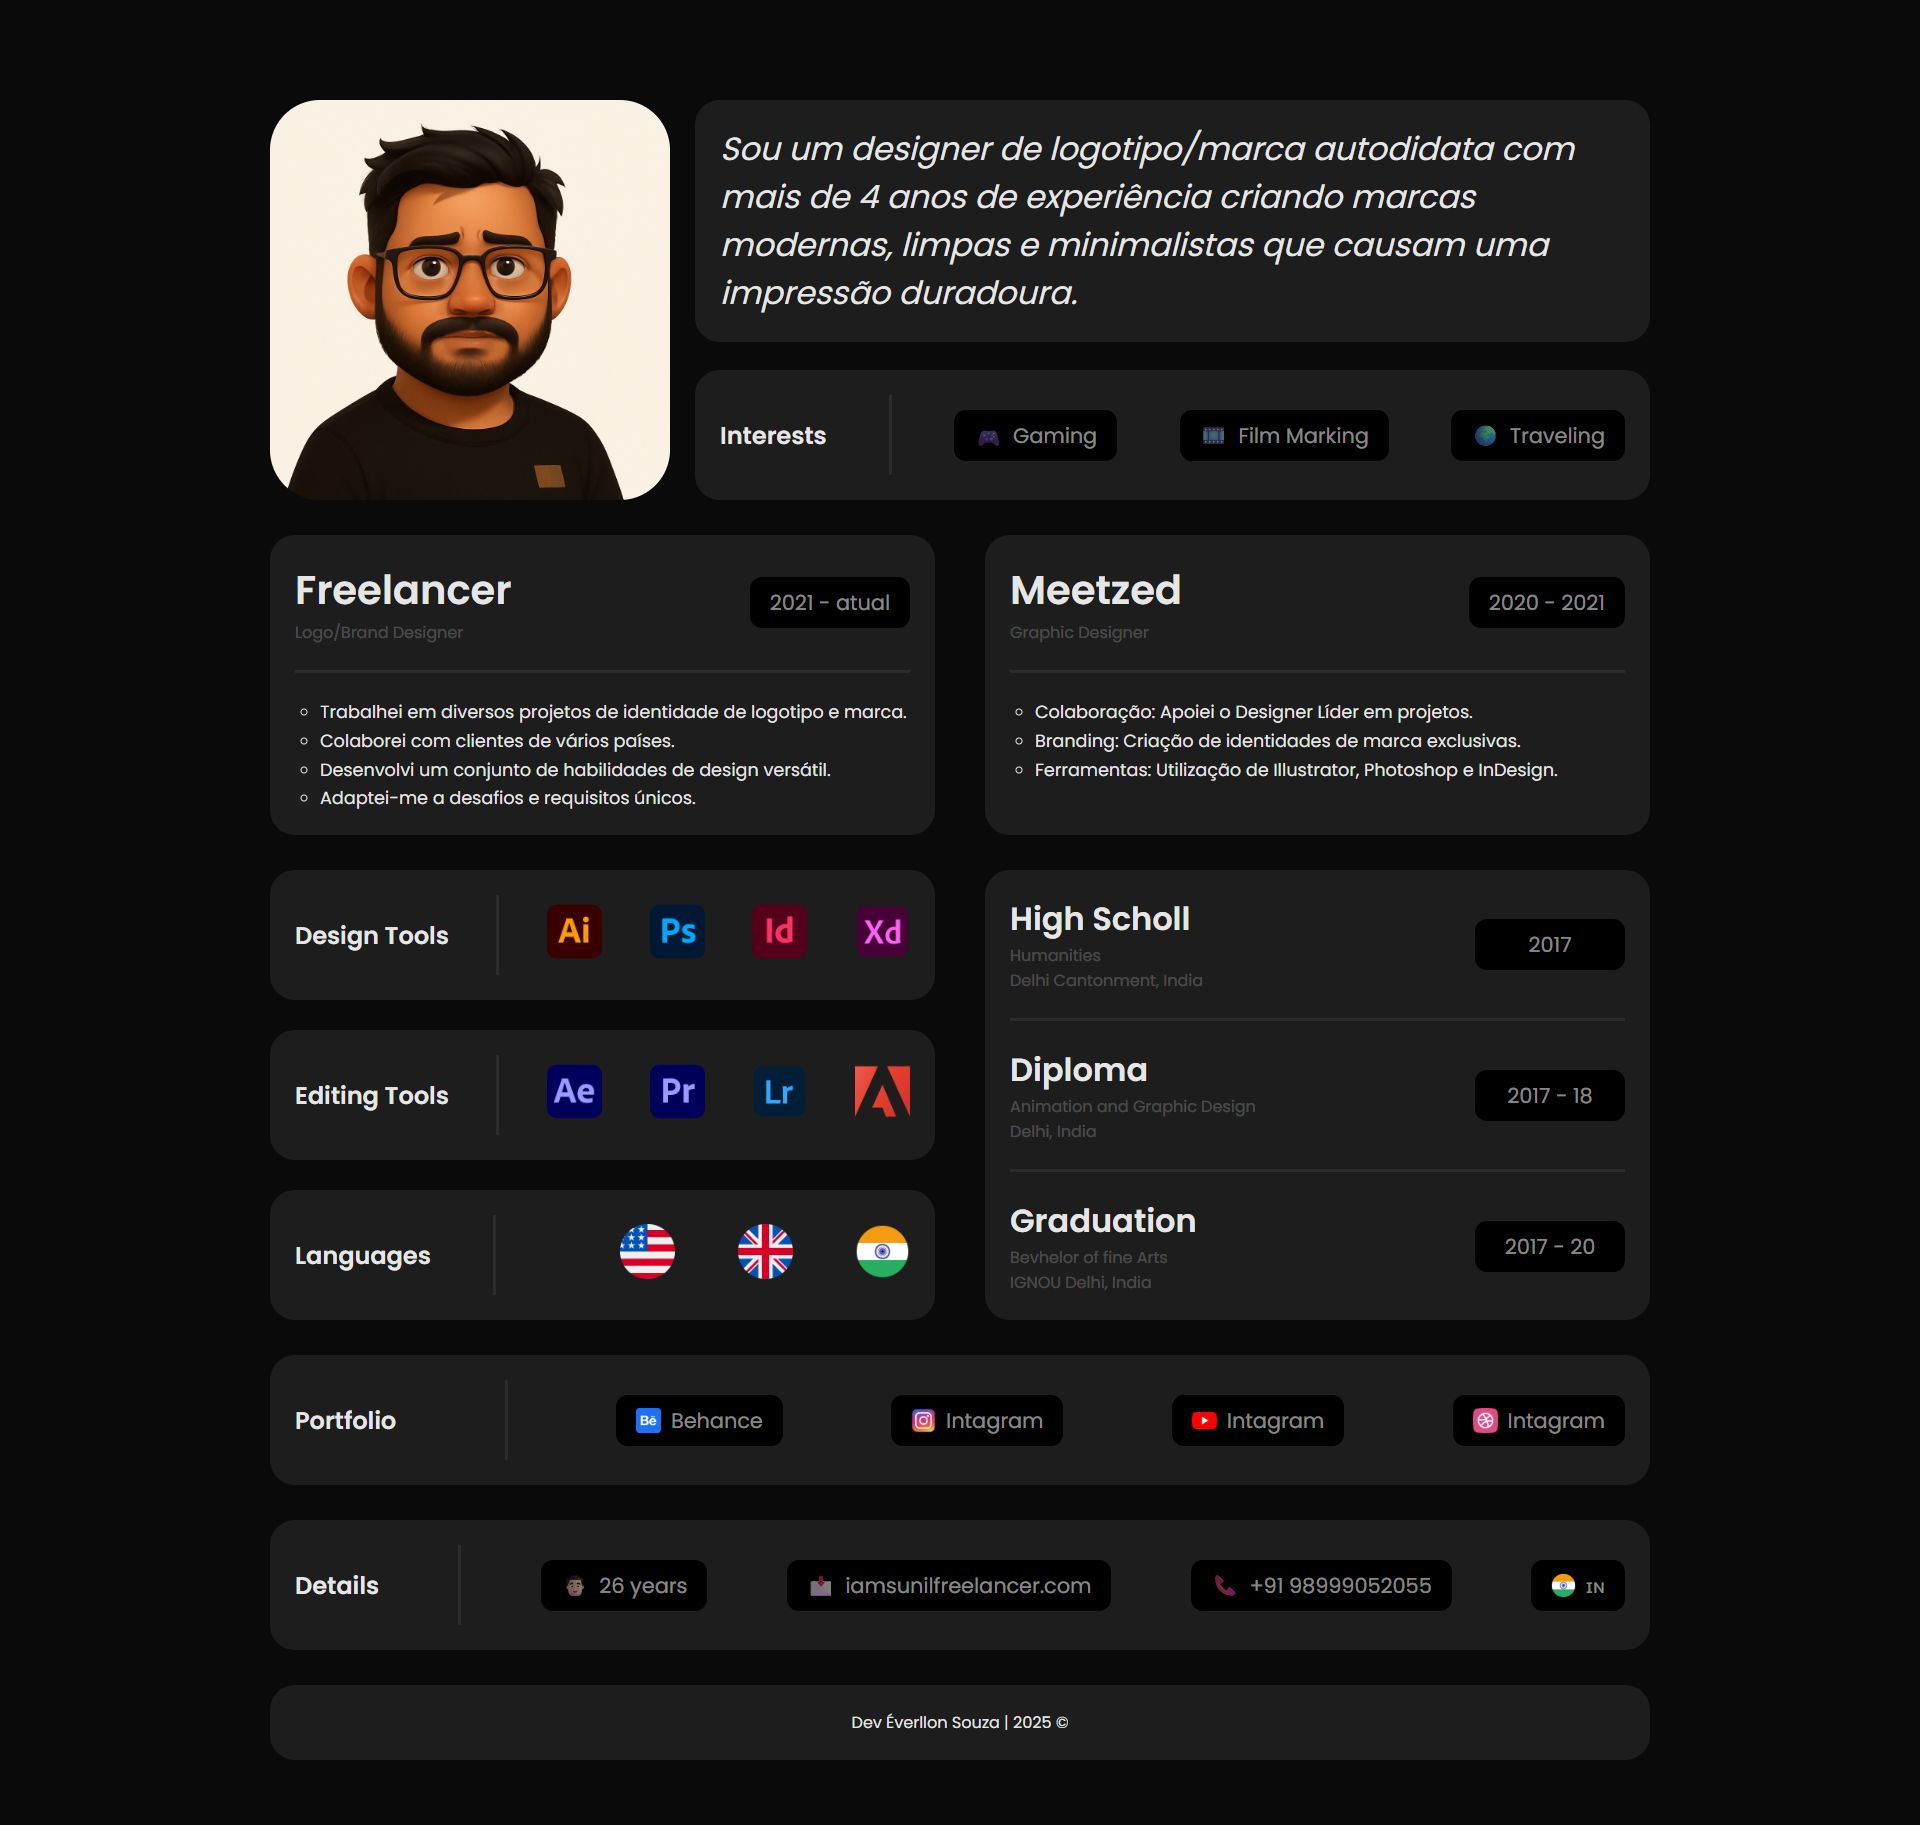 Sou um designer de logotipo/marca autodidata com
mais de 4 anos de experiência criando marcas
modernas, limpas e minimalistas que causam uma
impressão duradoura.
Interests
Gaming
Film Marking
Traveling
Freelancer
2021 - atual
Logo/Brand Designer
Trabalhei em diversos projetos de identidade de logotipo e marca.
Colaborei com clientes de vários países.
Desenvolvi um conjunto de habilidades de design versátil.
Adaptei-me a desafios e requisitos únicos.
Meetzed
2020 - 2021
Graphic Designer
Colaboração: Apoiei o Designer Líder em projetos.
Branding: Criação de identidades de marca exclusivas.
Ferramentas: Utilização de Illustrator, Photoshop e InDesign.
Design Tools
Ai
Ps
Id
Xd
Editing Tools
Ae
Pr
Lr
Languages
High Scholl
2017
Humanities
Delhi Cantonment, India
Diploma
2017 - 18
Animation and Graphic Design
Delhi, India
Graduation
2017 - 20
Bevhelor of fine Arts
IGNOU Delhi, India
Portfolio
Bē Behance
Intagram
Intagram
Intagram
Details
26 years
iamsunilfreelancer.com
+91 98999052055
IN
Dev Éverllon Souza | 2025 ©